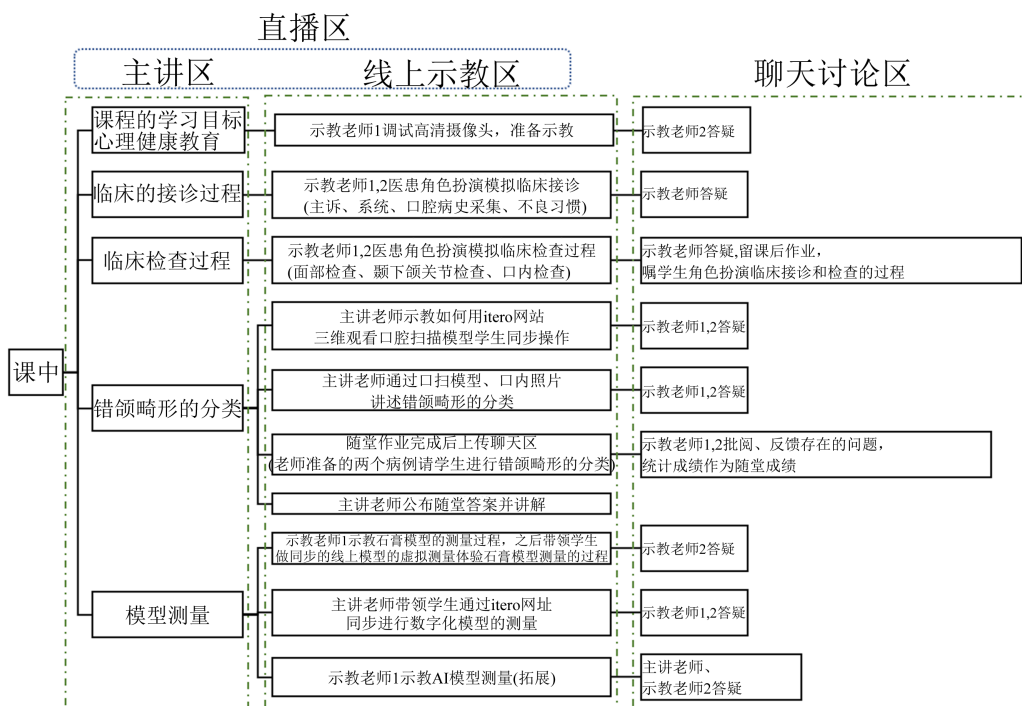 直播区
主讲区
线上示教区
聊天讨论区
课中
课程的学习目标
心理健康教育
示教老师1调试高清摄像头，准备示教
示教老师2答疑
临床的接诊过程
示教老师1,2医患角色扮演模拟临床接诊
(主诉、系统、口腔病史采集、不良习惯)
示教老师答疑
临床检查过程
示教老师1,2医患角色扮演模拟临床检查过程
(面部检查、颞下颌关节检查、口内检查)
示教老师答疑,留课后作业，
嘱学生角色扮演临床接诊和检查的过程
错颌畸形的分类
主讲老师示教如何用itero网站
三维观看口腔扫描模型学生同步操作
示教老师1,2答疑
主讲老师通过口扫模型、口内照片
讲述错颌畸形的分类
示教老师1,2答疑
随堂作业完成后上传聊天区
(老师准备的两个病例请学生进行错颌畸形的分类)
示教老师1,2批阅、反馈存在的问题，
统计成绩作为随堂成绩
主讲老师公布随堂答案并讲解
模型测量
示教老师1示教石膏模型的测量过程，之后带领学生
做同步的线上模型的虚拟测量体验石膏模型测量的过程
示教老师2答疑
主讲老师带领学生通过itero网址
同步进行数字化模型的测量
示教老师1,2答疑
示教老师1示教AI模型测量(拓展)
主讲老师、
示教老师2答疑